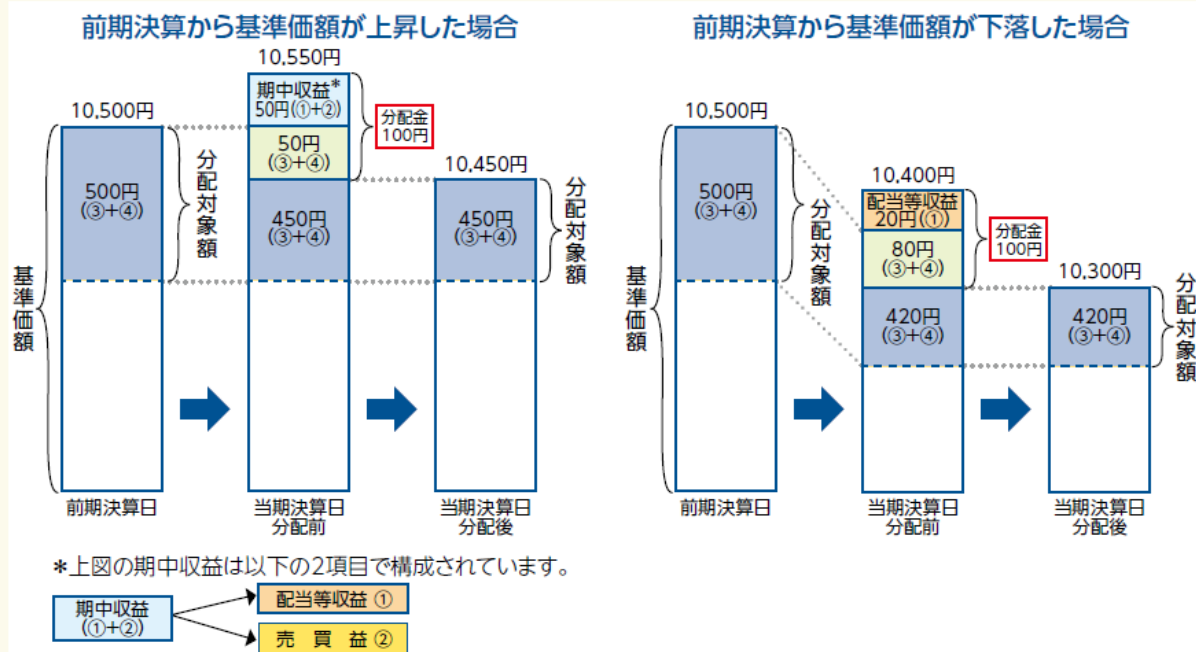 前期決算から基準価額が上昇した場合
10,500円
10,550円
期中収益*
50円(①+②)
50円
(③+④)
分配金
100円
10,450円
500円
(③+④)
分配対象額
450円
(③+④)
450円
(③+④)
分配対象額
基準価額
前期決算日
当期決算日
分配前
当期決算日
分配後
前期決算から基準価額が下落した場合
10,500円
10,400円
配当等収益
20円(①)
80円
(③+④)
分配金
100円
10,300円
500円
(③+④)
分配対象額
420円
(③+④)
420円
(③+④)
分配対象額
基準価額
前期決算日
当期決算日
分配前
当期決算日
分配後
*上図の期中収益は以下の2項目で構成されています。
期中収益
(①+②)
配当等収益 ①
売 買 益 ②